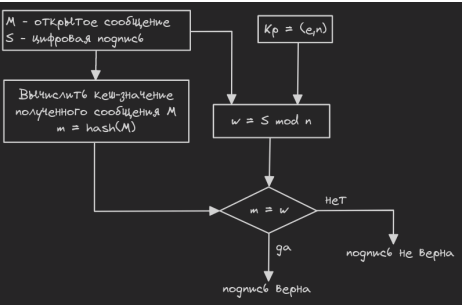 M - открытое сообщение
S - цифровая подпись
Kp = (e,n)
Вычислить хеш-значение
полученного сообщения M
m = hash(M)
w = S mod n
m = w
нет
да
подпись не верна
подпись верна